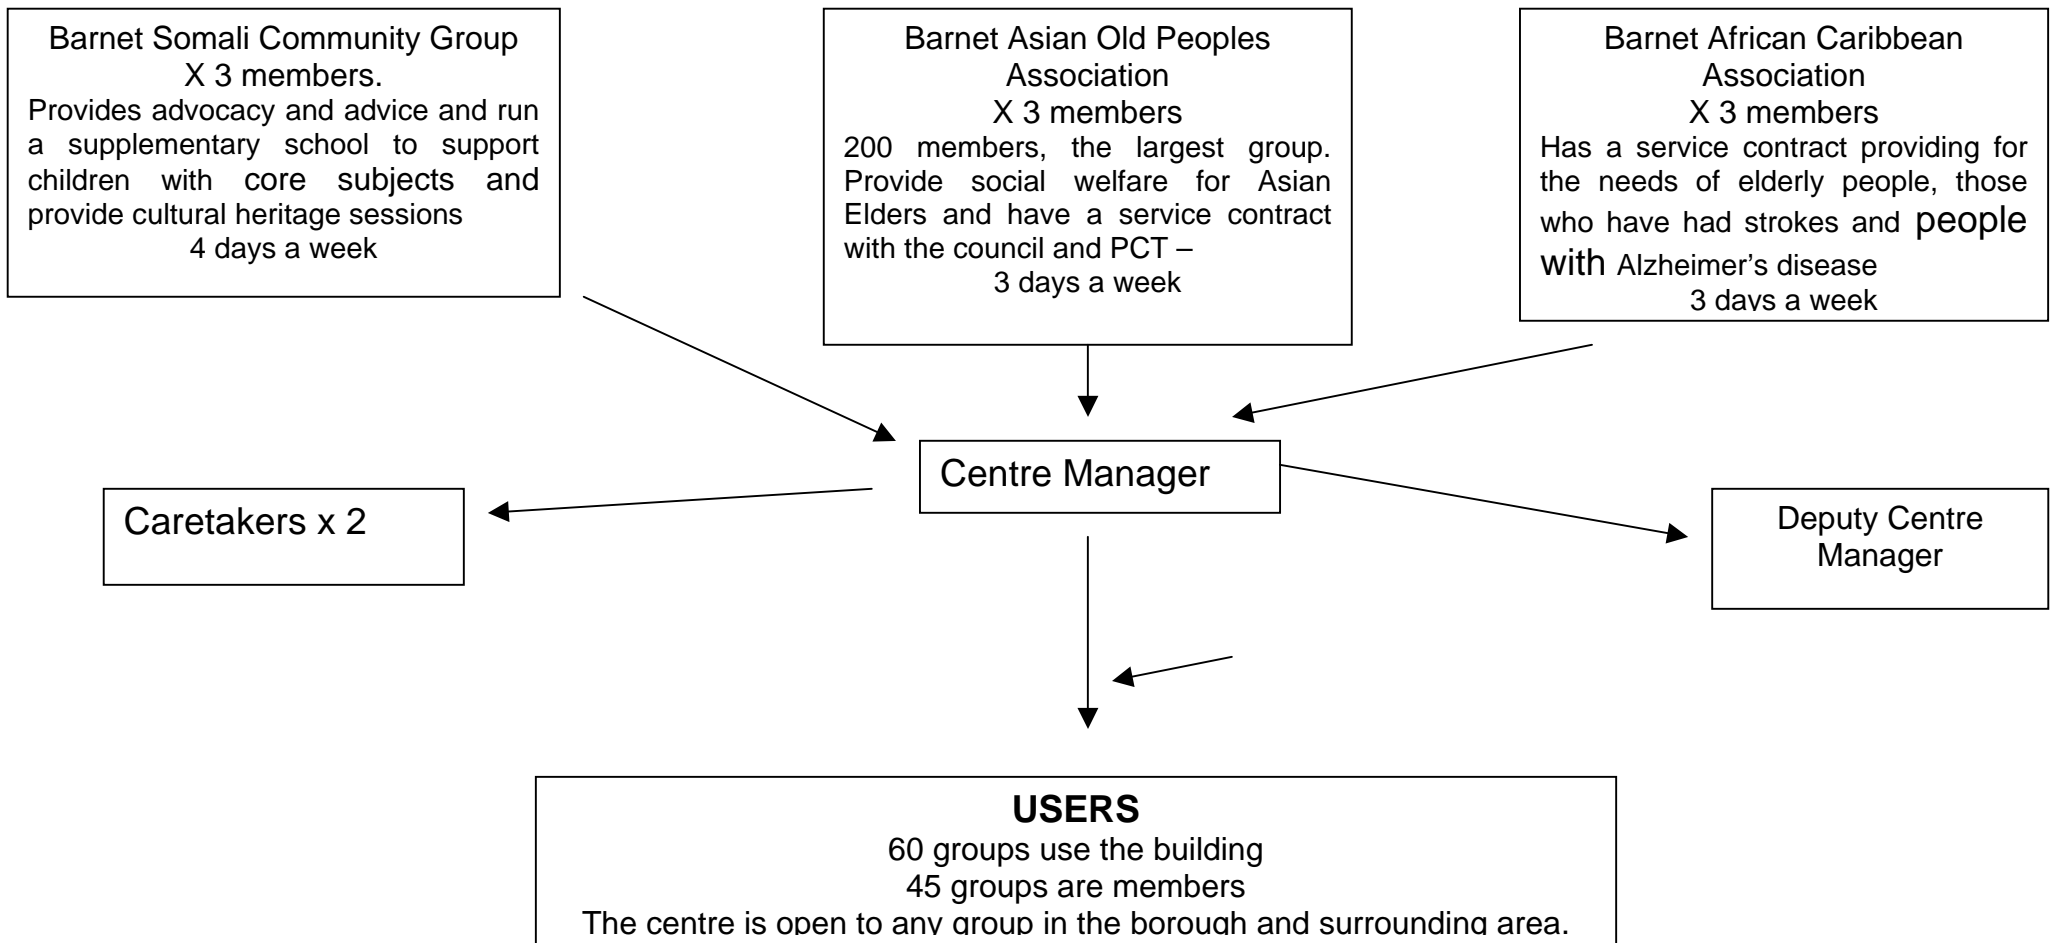 Barnet Somali Community Group
X 3 members.
Provides advocacy and advice and run
a supplementary school to support
children with core subjects and
provide cultural heritage sessions
4 days a week
Barnet Asian Old Peoples
Association
X 3 members
200 members, the largest group.
Provide social welfare for Asian
Elders and have a service contract
with the council and PCT –
3 days a week
Barnet African Caribbean
Association
X 3 members
Has a service contract providing for
the needs of elderly people, those
who have had strokes and people
with Alzheimer’s disease
3 days a week
Centre Manager
Caretakers x 2
Deputy Centre
Manager
USERS
60 groups use the building
45 groups are members
The centre is open to any group in the borough and surrounding area.